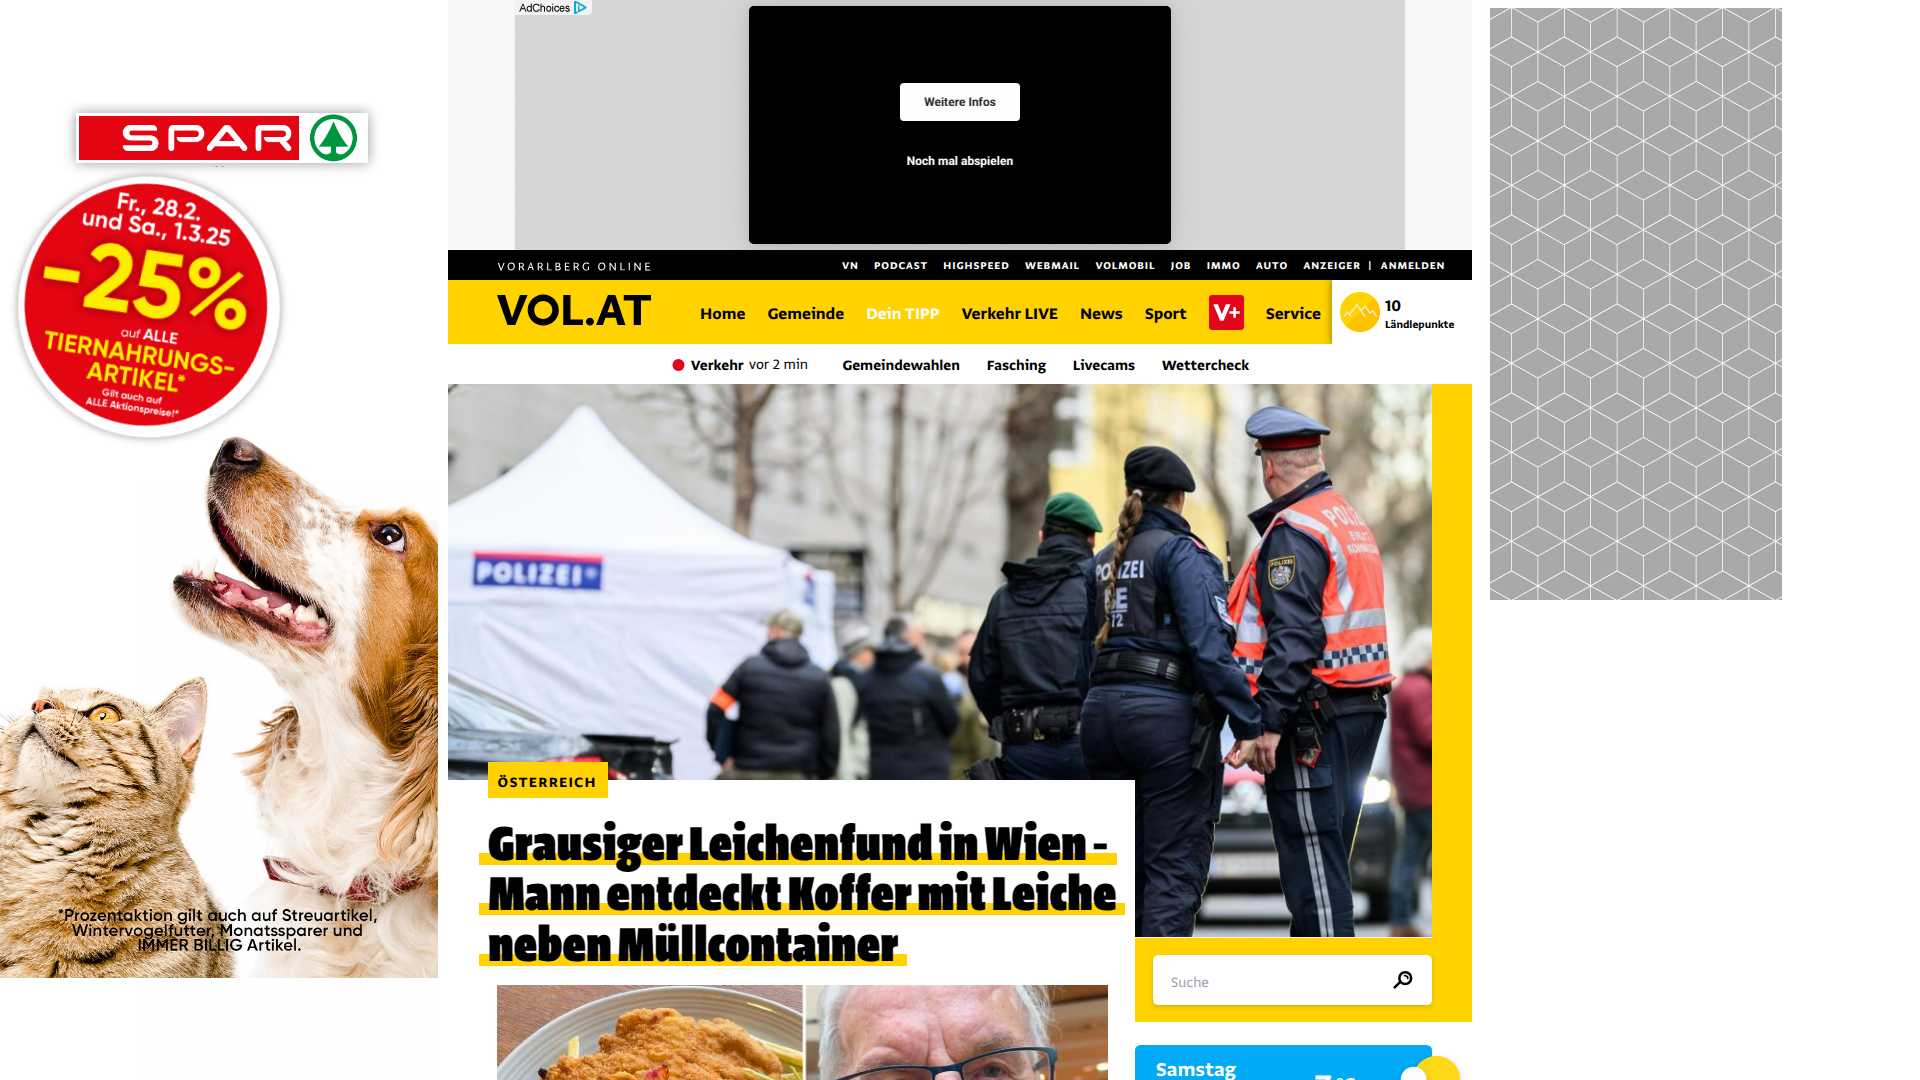 AdChoices
Weitere Infos
Noch mal abspielen
SPAR
Fr., 28.2.
und Sa., 1.3.25
-25%
auf ALLE
TIERNAHRUNGS-
ARTIKEL*
Gilt auch auf
ALLE Aktionspreise!*
*Prozentaktion gilt auch auf Streuartikel,
Wintervogelfutter, Monatssparer und
IMMER BILLIG Artikel.
VORARLBERG ONLINE
VN PODCAST HIGHSPEED WEBMAIL VOLMOBIL JOB IMMO AUTO ANZEIGER | ANMELDEN
VOL.AT
Home Gemeinde Dein TIPP Verkehr LIVE News Sport V+ Service
10
Ländlepunkte
Verkehr vor 2 min Gemeindewahlen Fasching Livecams Wettercheck
POLIZEI
POLIZEI
12
POLIZEI
ÖSTERREICH
Grausiger Leichenfund in Wien -
Mann entdeckt Koffer mit Leiche
neben Müllcontainer
Suche
Samstag